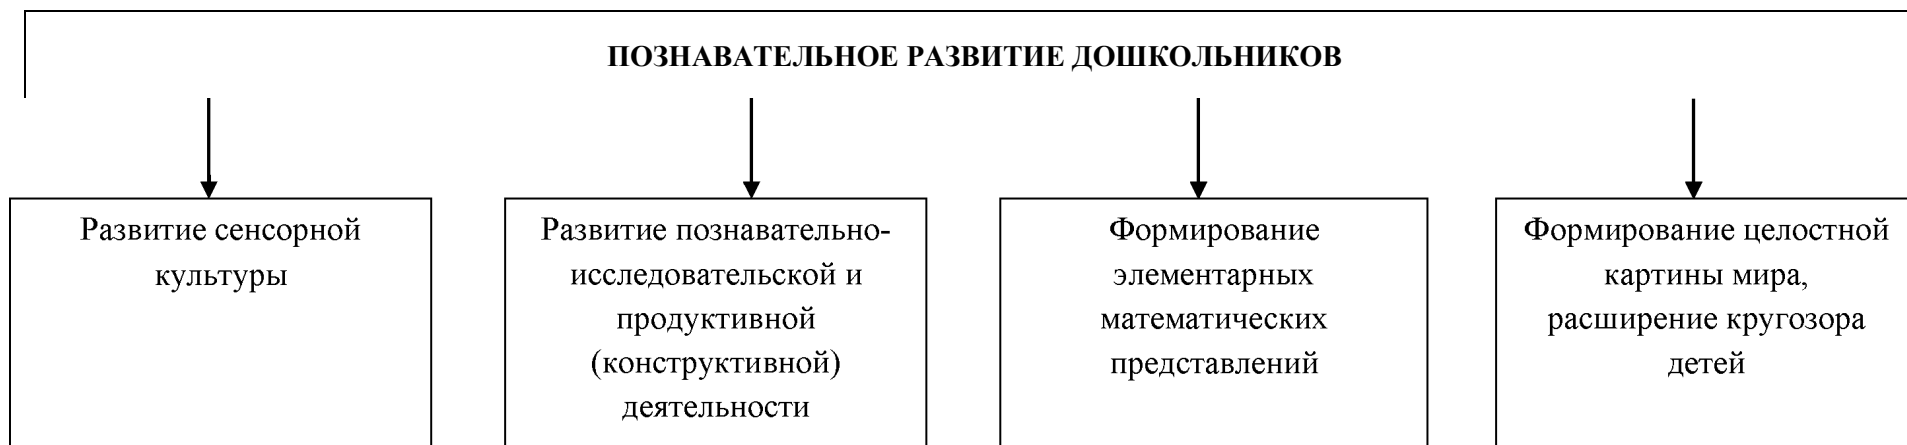 ПОЗНАВАТЕЛЬНОЕ РАЗВИТИЕ ДОШКОЛЬНИКОВ
Развитие сенсорной
культуры
Развитие познавательно-
исследовательской и
продуктивной
(конструктивной)
деятельности
Формирование
элементарных
математических
представлений
Формирование целостной
картины мира,
расширение кругозора
детей